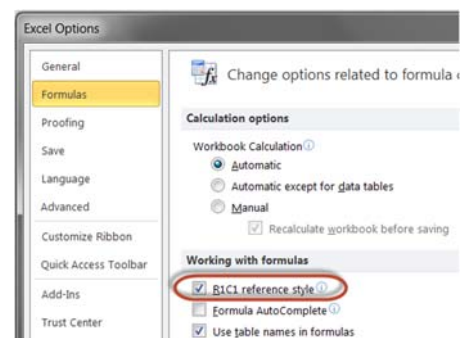 Excel Options
General
Formulas
Proofing
Save
Language
Advanced
Customize Ribbon
Quick Access Toolbar
Add-Ins
Trust Center
fx Change options related to formula
Calculation options
Workbook Calculation
Automatic
Automatic except for data tables
Manual
Recalculate workbook before saving
Working with formulas
R1C1 reference style
Formula AutoComplete
Use table names in formulas